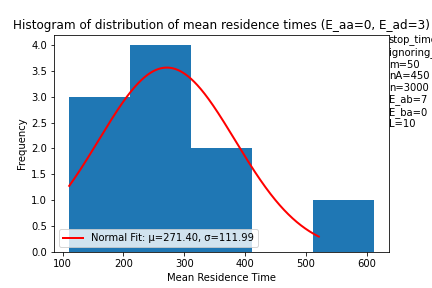 Histogram of distribution of mean residence times (E_aa=0, E_ad=3)
4.0
3.5
3.0
2.5
2.0
1.5
1.0
0.5
0.0
Frequency
100
200
300
400
500
600
Mean Residence Time
Normal Fit: μ=271.40, σ=111.99
m=50
nA=450
n=3000
E_ab=7
E_ba=0
L=10